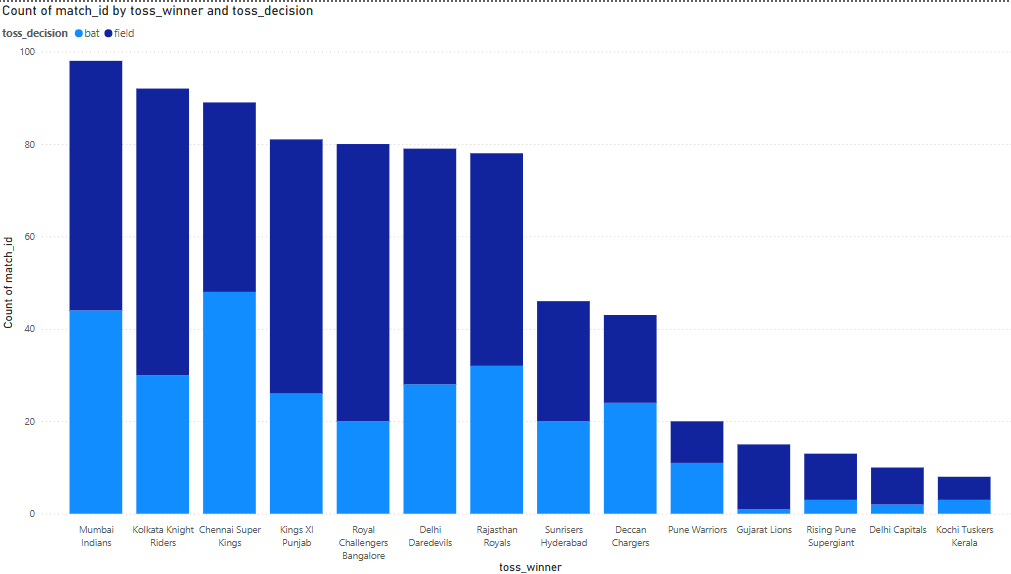 Count of match_id by toss_winner and toss_decision
toss_decision bat field
100
80
60
40
20
0
Count of match_id
Mumbai Indians
Kolkata Knight Riders
Chennai Super Kings
Kings XI Punjab
Royal Challengers Bangalore
Delhi Daredevils
Rajasthan Royals
Sunrisers Hyderabad
Deccan Chargers
Pune Warriors
Gujarat Lions
Rising Pune Supergiant
Delhi Capitals
Kochi Tuskers Kerala
toss_winner